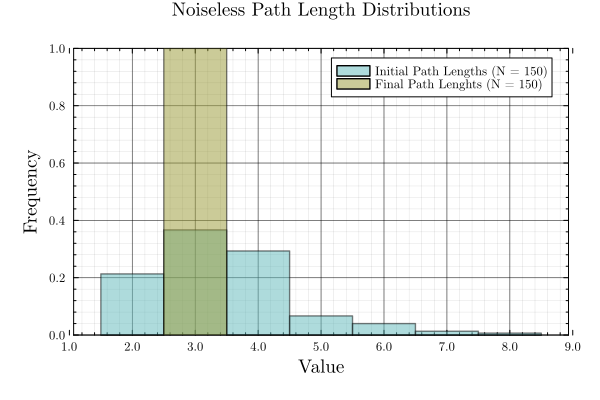 Noiseless Path Length Distributions
Initial Path Lengths (N = 150)
Final Path Lenghts (N = 150)
Frequency
1.0
0.8
0.6
0.4
0.2
0.0
1.0 2.0 3.0 4.0 5.0 6.0 7.0 8.0 9.0
Value